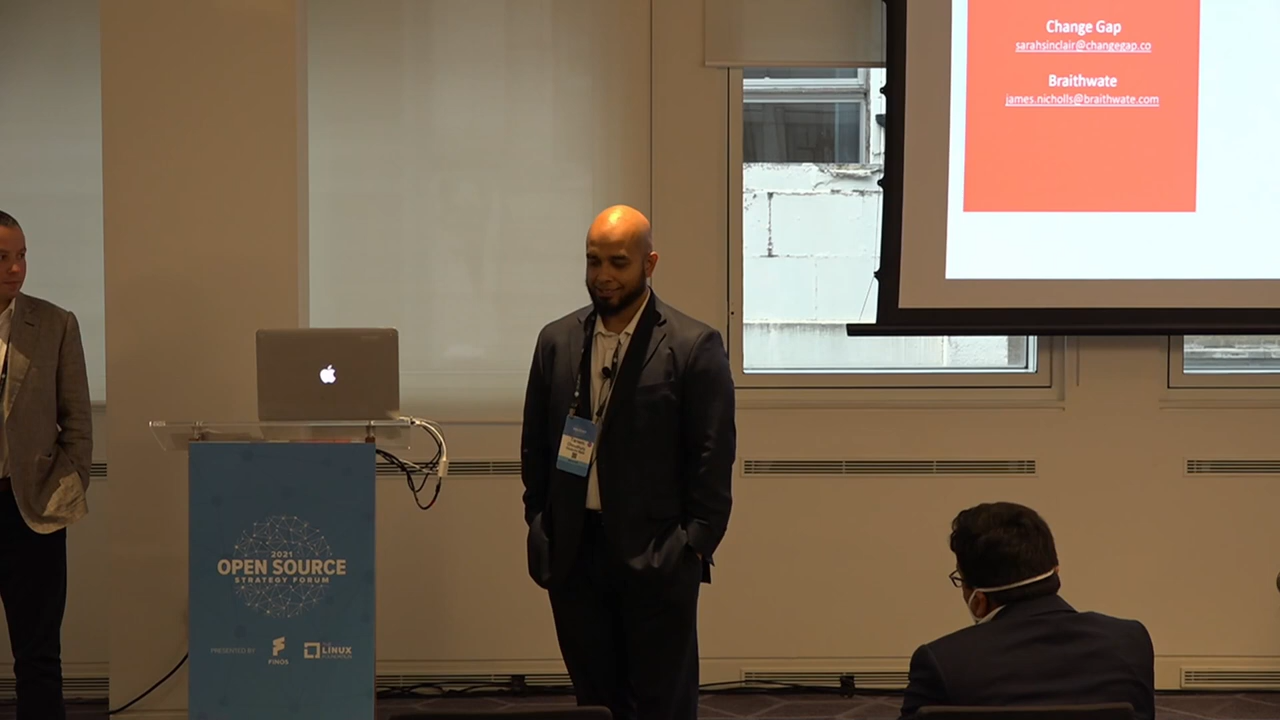 Change Gap
sarahsinclair@changegap.co
Braithwate
james.nicholls@braithwate.com
2021
OPEN SOURCE
STRATEGY FORUM
PRESENTED BY
FINOS
THE LINUX
FOUNDATION